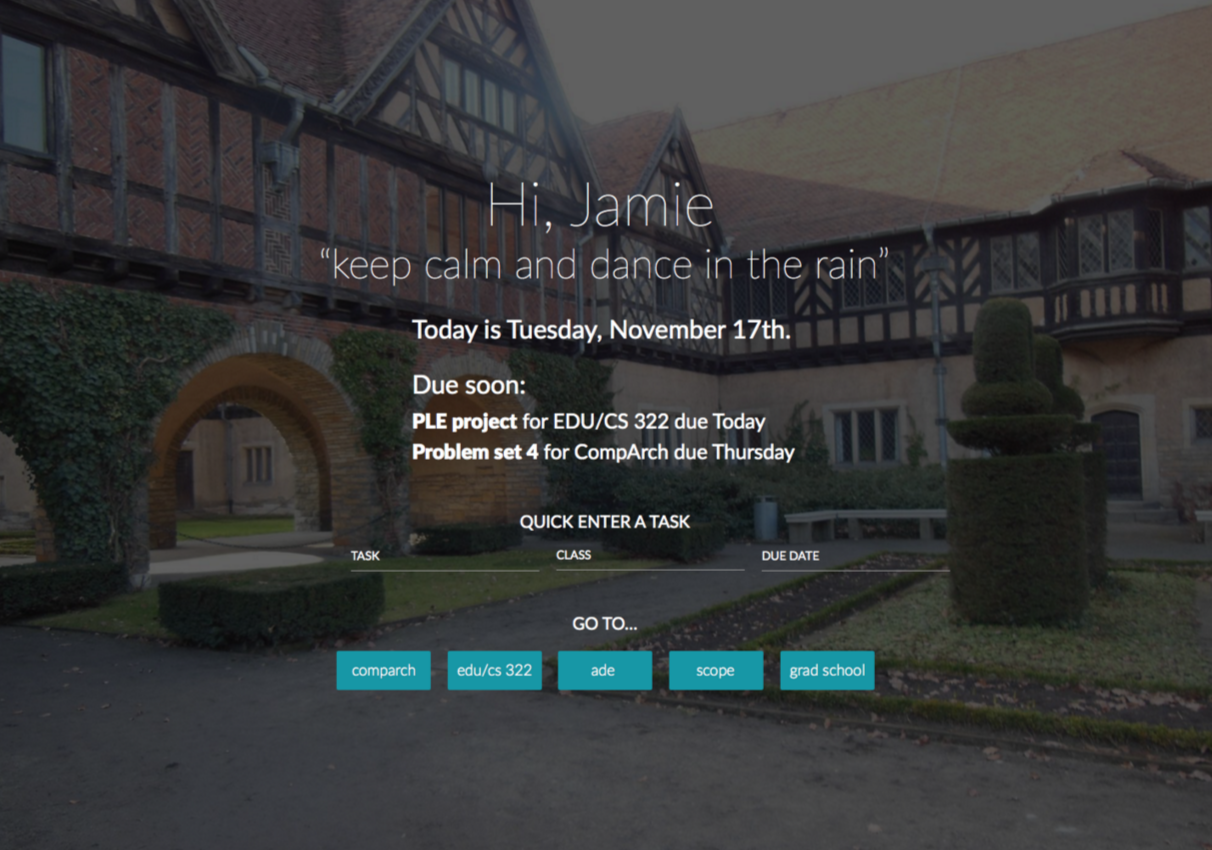 Hi, Jamie
“keep calm and dance in the rain”
Today is Tuesday, November 17th.
Due soon:
PLE project for EDU/CS 322 due Today
Problem set 4 for CompArch due Thursday
QUICK ENTER A TASK
TASK CLASS DUE DATE
GO TO...
comparch edu/cs 322 ade scope grad school